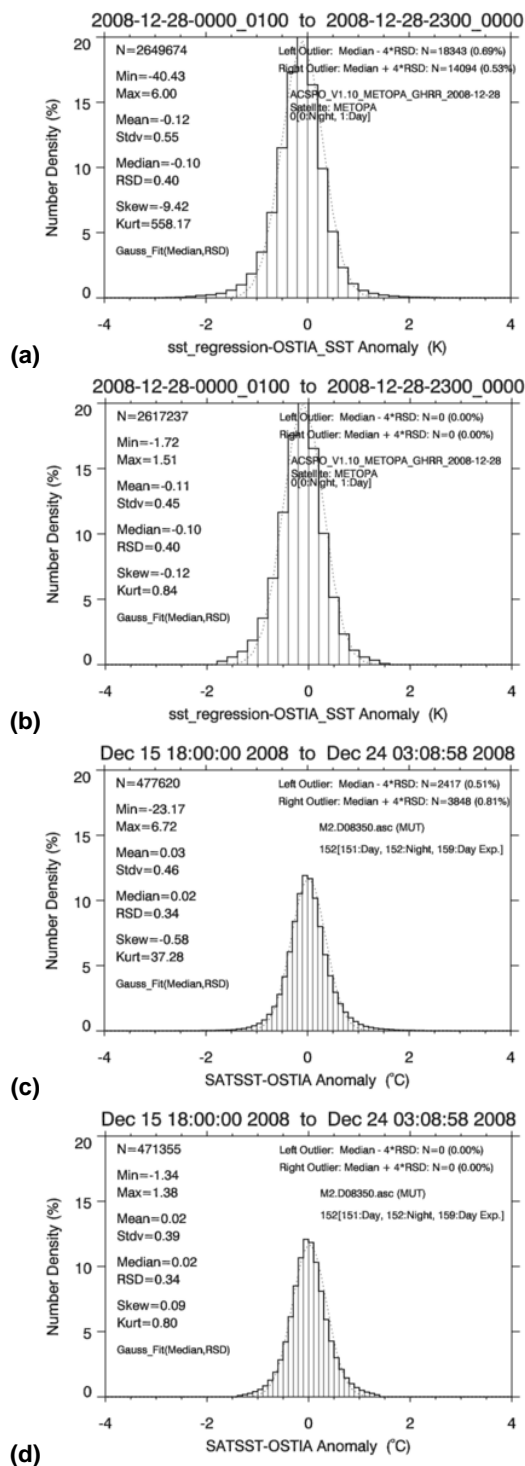 2008-12-28-0000_0100 to 2008-12-28-2300_0000
N=2649674
Left Outlier: Median - 4*RSD: N=18343 (0.69%)
Right Outlier: Median + 4*RSD: N=14094 (0.53%)
Min=-40.43
Max=6.00
ACSPO_V1.10_METOPA_GHRR_2008-12-28
Satellite: METOPA
0[0:Night, 1:Day]
Mean=-0.12
Stdv=0.55
Median=-0.10
RSD=0.40
Skew=-9.42
Kurt=558.17
Gauss_Fit(Median,RSD)
Number Density (%)
20
15
10
5
0
-4 -2 0 2 4
sst_regression-OSTIA_SST Anomaly (K)
(a)
2008-12-28-0000_0100 to 2008-12-28-2300_0000
N=2617237
Left Outlier: Median - 4*RSD: N=0 (0.00%)
Right Outlier: Median + 4*RSD: N=0 (0.00%)
Min=-1.72
Max=1.51
ACSPO_V1.10_METOPA_GHRR_2008-12-28
Satellite: METOPA
0[0:Night, 1:Day]
Mean=-0.11
Stdv=0.45
Median=-0.10
RSD=0.40
Skew=-0.12
Kurt=0.84
Gauss_Fit(Median,RSD)
Number Density (%)
20
15
10
5
0
-4 -2 0 2 4
sst_regression-OSTIA_SST Anomaly (K)
(b)
Dec 15 18:00:00 2008 to Dec 24 03:08:58 2008
N=477620
Left Outlier: Median - 4*RSD: N=2417 (0.51%)
Right Outlier: Median + 4*RSD: N=3848 (0.81%)
Min=-23.17
Max=6.72
M2.D08350.asc (MUT)
152[151:Day, 152:Night, 159:Day Exp.]
Mean=0.03
Stdv=0.46
Median=0.02
RSD=0.34
Skew=-0.58
Kurt=37.28
Gauss_Fit(Median,RSD)
Number Density (%)
20
15
10
5
0
-4 -2 0 2 4
SATSST-OSTIA Anomaly (°C)
(c)
Dec 15 18:00:00 2008 to Dec 24 03:08:58 2008
N=471355
Left Outlier: Median - 4*RSD: N=0 (0.00%)
Right Outlier: Median + 4*RSD: N=0 (0.00%)
Min=-1.34
Max=1.38
M2.D08350.asc (MUT)
152[151:Day, 152:Night, 159:Day Exp.]
Mean=0.02
Stdv=0.39
Median=0.02
RSD=0.34
Skew=0.09
Kurt=0.80
Gauss_Fit(Median,RSD)
Number Density (%)
20
15
10
5
0
-4 -2 0 2 4
SATSST-OSTIA Anomaly (°C)
(d)